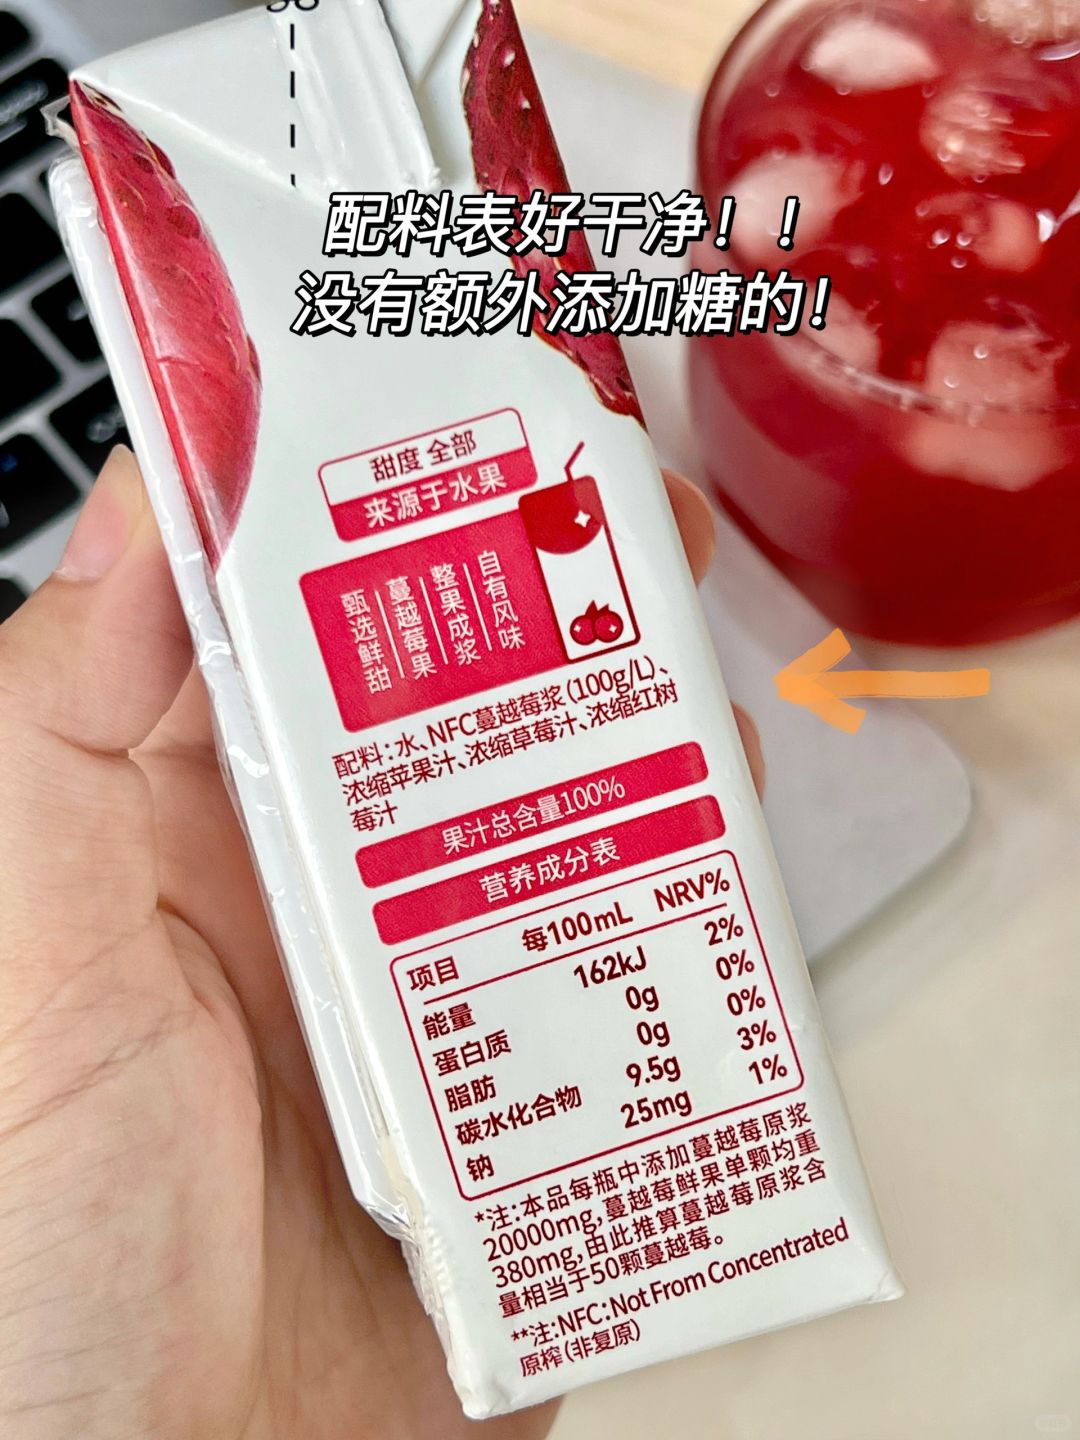 配料表好干净！！
没有额外添加糖的！
甜度 全部
来源于水果
甄选鲜甜
蔓越莓果
整果成浆
自有风味
配料：水、NFC蔓越莓浆（100g/L）、
浓缩苹果汁、浓缩草莓汁、浓缩红树
莓汁
果汁总含量100%
营养成分表
项目 每100mL NRV%
能量 162kJ 2%
蛋白质 0g 0%
脂肪 0g 0%
碳水化合物 9.5g 3%
钠 25mg 1%
*注：本品每瓶中添加蔓越莓原浆
20000mg，蔓越莓鲜果单颗均重
380mg，由此推算蔓越莓原浆含
量相当于50颗蔓越莓。
**注：NFC：Not From Concentrated
原榨（非复原）